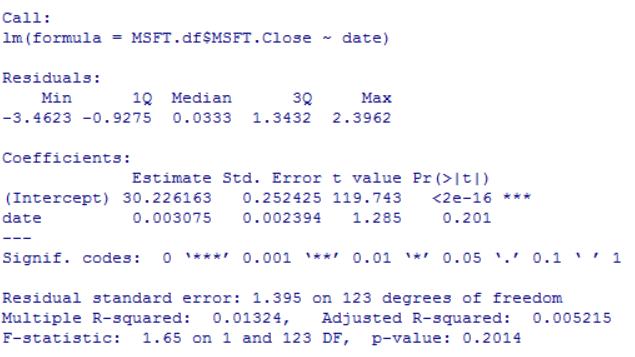 Call:
lm(formula = MSFT.df$MSFT.Close ~ date)
Residuals:
    Min      1Q  Median      3Q     Max
-3.4623 -0.9275  0.0333  1.3432  2.3962
Coefficients:
             Estimate Std. Error t value Pr(>|t|)
(Intercept) 30.226163   0.252425 119.743   <2e-16 ***
date         0.003075   0.002394   1.285    0.201
---
Signif. codes:  0 ‘***’ 0.001 ‘**’ 0.01 ‘*’ 0.05 ‘.’ 0.1 ‘ ’ 1
Residual standard error: 1.395 on 123 degrees of freedom
Multiple R-squared:  0.01324,   Adjusted R-squared:  0.005215
F-statistic:  1.65 on 1 and 123 DF,  p-value: 0.2014